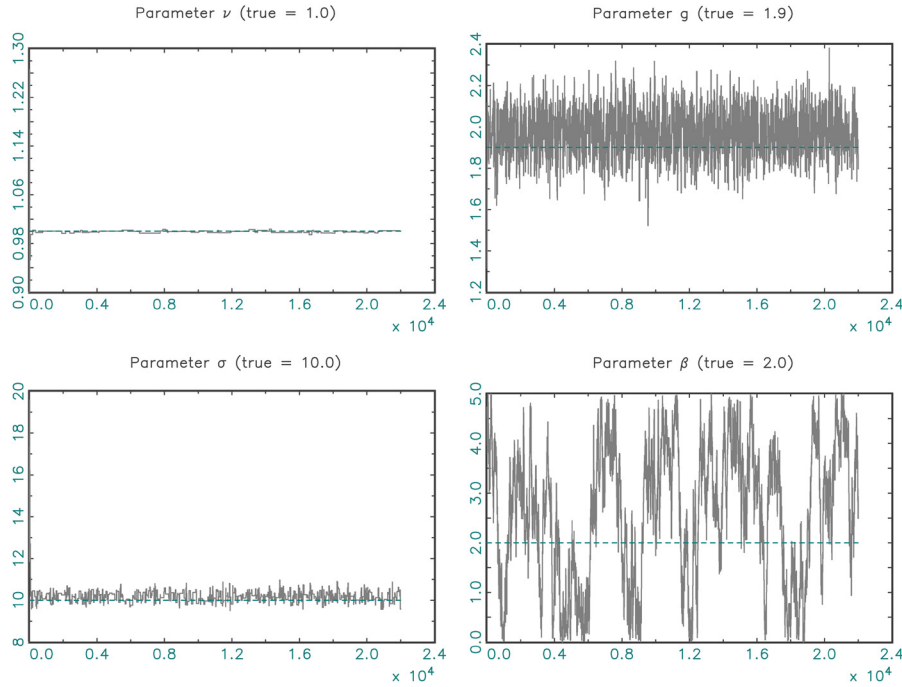 Parameter ν (true = 1.0)
1.30
1.22
1.14
1.06
0.98
0.90
0.0 0.4 0.8 1.2 1.6 2.0 2.4
x 10⁴
Parameter g (true = 1.9)
2.4
2.2
2.0
1.8
1.6
1.4
1.2
0.0 0.4 0.8 1.2 1.6 2.0 2.4
x 10⁴
Parameter σ (true = 10.0)
20
18
16
14
12
10
8
0.0 0.4 0.8 1.2 1.6 2.0 2.4
x 10⁴
Parameter β (true = 2.0)
5.0
4.0
3.0
2.0
1.0
0.0
0.0 0.4 0.8 1.2 1.6 2.0 2.4
x 10⁴